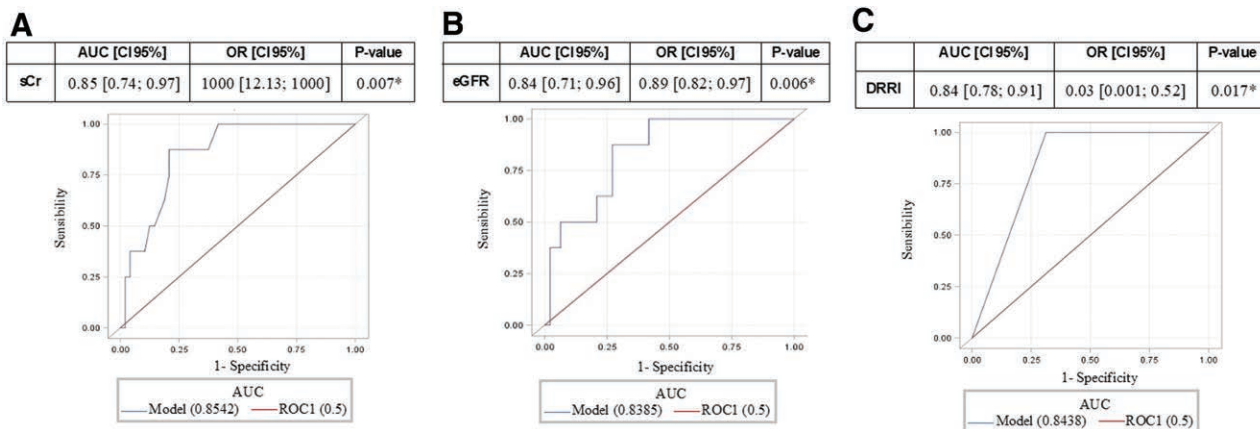 A
AUC [CI95%] OR [CI95%] P-value
sCr 0.85 [0.74; 0.97] 1000 [12.13; 1000] 0.007*
1.00
0.75
0.50
0.25
0.00
Sensibility
0.00 0.25 0.50 0.75 1.00
1- Specificity
AUC
Model (0.8542) ROC1 (0.5)
B
AUC [CI95%] OR [CI95%] P-value
eGFR 0.84 [0.71; 0.96] 0.89 [0.82; 0.97] 0.006*
1.00
0.75
0.50
0.25
0.00
Sensibility
0.00 0.25 0.50 0.75 1.00
1- Specificity
AUC
Model (0.8385) ROC1 (0.5)
C
AUC [CI95%] OR [CI95%] P-value
DRRI 0.84 [0.78; 0.91] 0.03 [0.001; 0.52] 0.017*
1.00
0.75
0.50
0.25
0.00
Sensibility
0.00 0.25 0.50 0.75 1.00
1- Specificity
AUC
Model (0.8438) ROC1 (0.5)